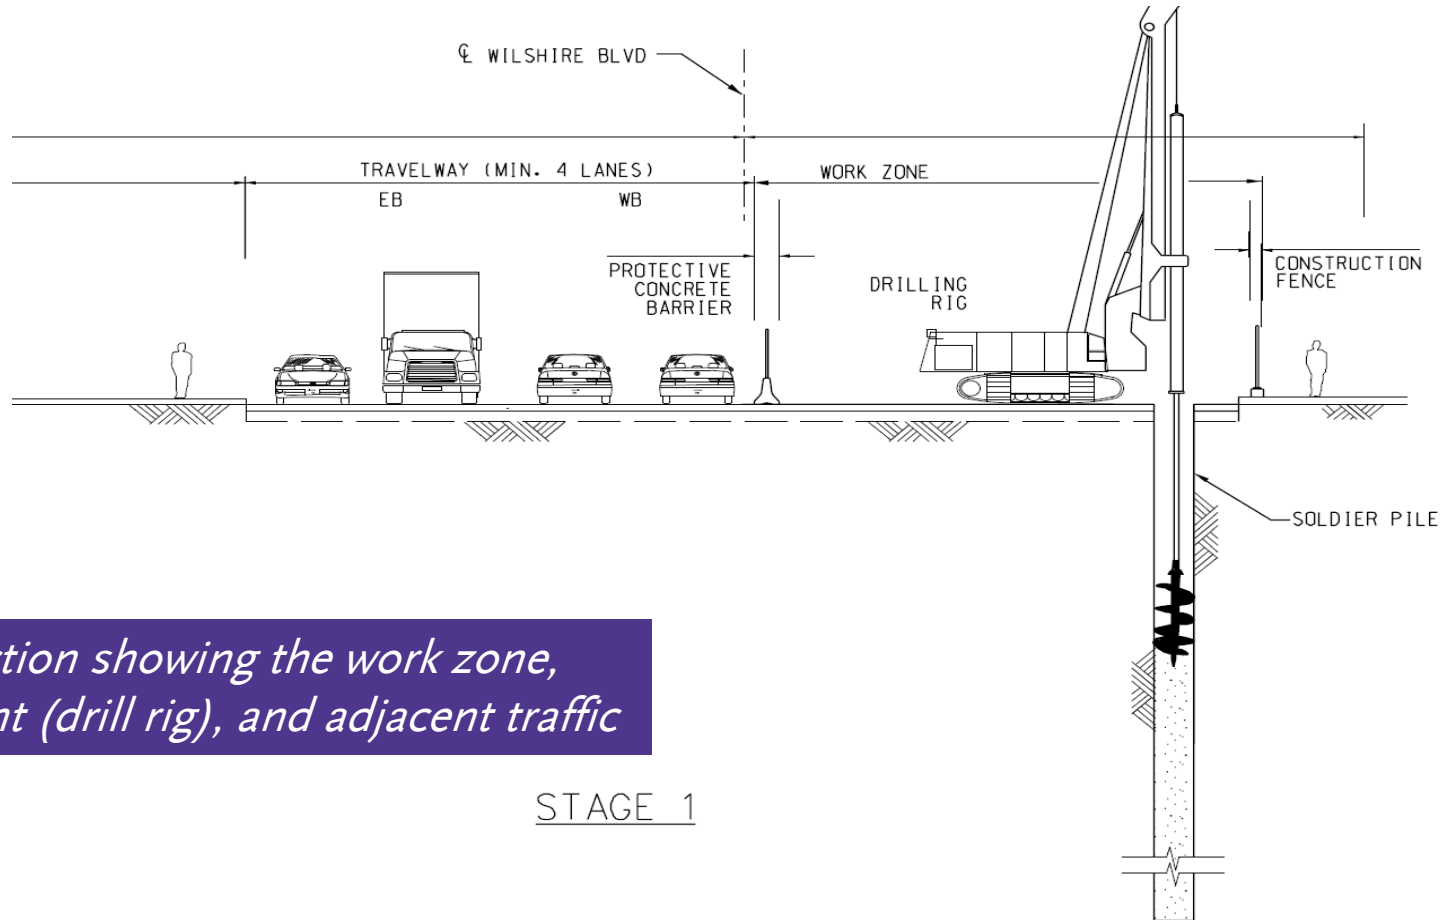 ℄ WILSHIRE BLVD
TRAVELWAY (MIN. 4 LANES)
WORK ZONE
EB
WB
PROTECTIVE
CONCRETE
BARRIER
DRILLING
RIG
CONSTRUCTION
FENCE
SOLDIER PILE
ction showing the work zone,
nt (drill rig), and adjacent traffic
STAGE 1